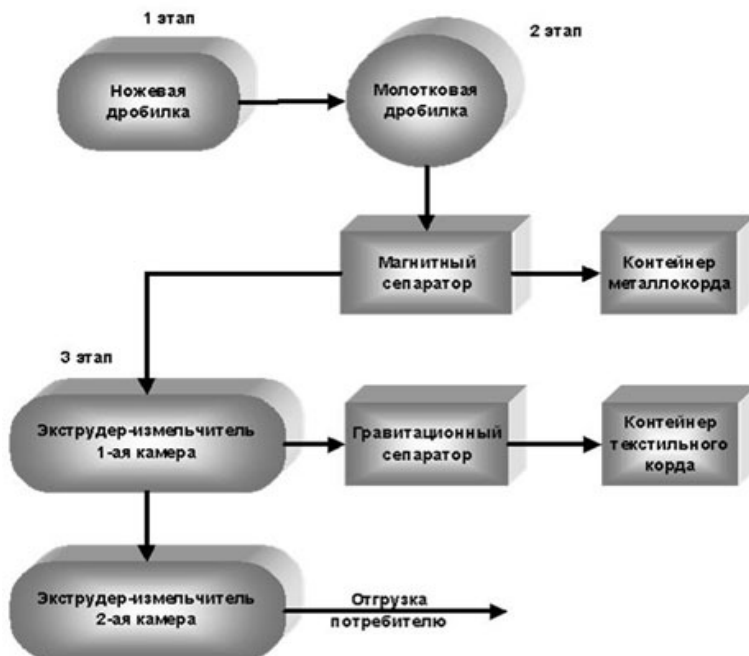 1 этап
2 этап
Ножевая
дробилка
Молотковая
дробилка
Магнитный
сепаратор
Контейнер
металлокорда
3 этап
Экструдер-измельчитель
1-ая камера
Гравитационный
сепаратор
Контейнер
текстильного
корда
Экструдер-измельчитель
2-ая камера
Отгрузка
потребителю